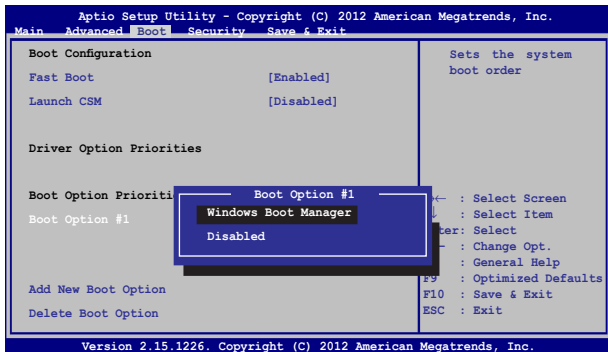 Aptio Setup Utility - Copyright (C) 2012 American Megatrends, Inc.
Main Advanced Boot Security Save & Exit
Boot Configuration
Fast Boot [Enabled]
Launch CSM [Disabled]
Driver Option Priorities
Boot Option Prioriti
Boot Option #1
Boot Option #1
Windows Boot Manager
Disabled
Add New Boot Option
Delete Boot Option
Sets the system
boot order
← : Select Screen
: Select Item
ter: Select
— : Change Opt.
: General Help
F9 : Optimized Defaults
F10 : Save & Exit
ESC : Exit
Version 2.15.1226. Copyright (C) 2012 American Megatrends, Inc.